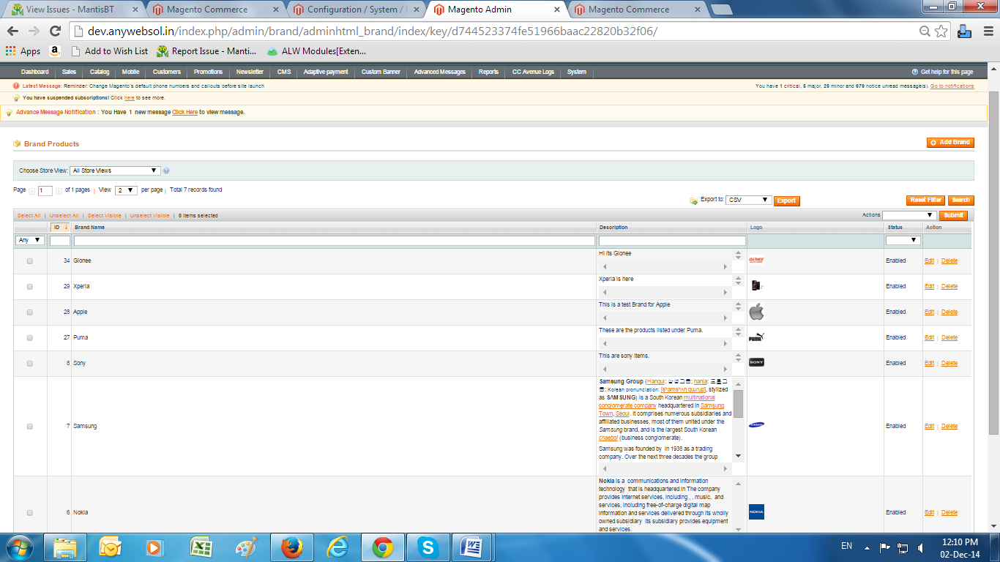 View Issues - MantisBT
Magento Commerce
Configuration / System /
Magento Admin
Magento Commerce
dev.anywebsol.in/index.php/admin/brand/adminhtml_brand/index/key/d744523374fe51966baac22820b32f06/
Apps
Add to Wish List
Report Issue - Manti...
ALW Modules[Exten...
Dashboard Sales Catalog Mobile Customers Promotions Newsletter CMS Adaptive payment Custom Banner Advanced Messages Reports CC Avenue Logs System Get help for this page
Latest Message: Reminder: Change Magento's default phone numbers and callouts before site launch
You have 1 critical, 5 major, 29 minor and 679 notice unread message(s). Go to notifications
You have suspended subscriptions! Click here to see more.
Advance Message Notification : You Have 1 new message Click Here to view message.
Brand Products
Add Brand
Choose Store View: All Store Views
Page 1 of 1 pages | View 2 per page | Total 7 records found
Export to: CSV Export Reset Filter Search
Select All | Unselect All | Select Visible | Unselect Visible | 0 items selected
Actions Submit
ID Brand Name Description Logo Status Action
Any
34 Gionee Hi its Gionee GIONEE Enabled Edit | Delete
29 Xperia Xperia is here Enabled Edit | Delete
28 Apple This is a test Brand for Apple Enabled Edit | Delete
27 Puma These are the products listed under Puma. PUMA Enabled Edit | Delete
8 Sony This are sony items. SONY Enabled Edit | Delete
7 Samsung
Samsung Group (Hangul: 삼성그룹; hanja:
Korean pronunciation:
stylized
as SΛMSUNG) is a South Korean multinational
conglomerate company headquartered in Samsung
Town, Seoul. It comprises numerous subsidiaries and
affiliated businesses, most of them united under the
Samsung brand, and is the largest South Korean
chaebol (business conglomerate).
Samsung was founded by in 1938 as a trading
company. Over the next three decades the group
SAMSUNG
Enabled Edit | Delete
6 Nokia
Nokia is a communications and information
technology that is headquartered in The company
provides Internet services, including , , music, and
services, including free-of-charge digital map
information and services delivered through its wholly
owned subsidiary Its subsidiary provides equipment
and services.
NOKIA
Enabled Edit | Delete
EN
12:10 PM
02-Dec-14